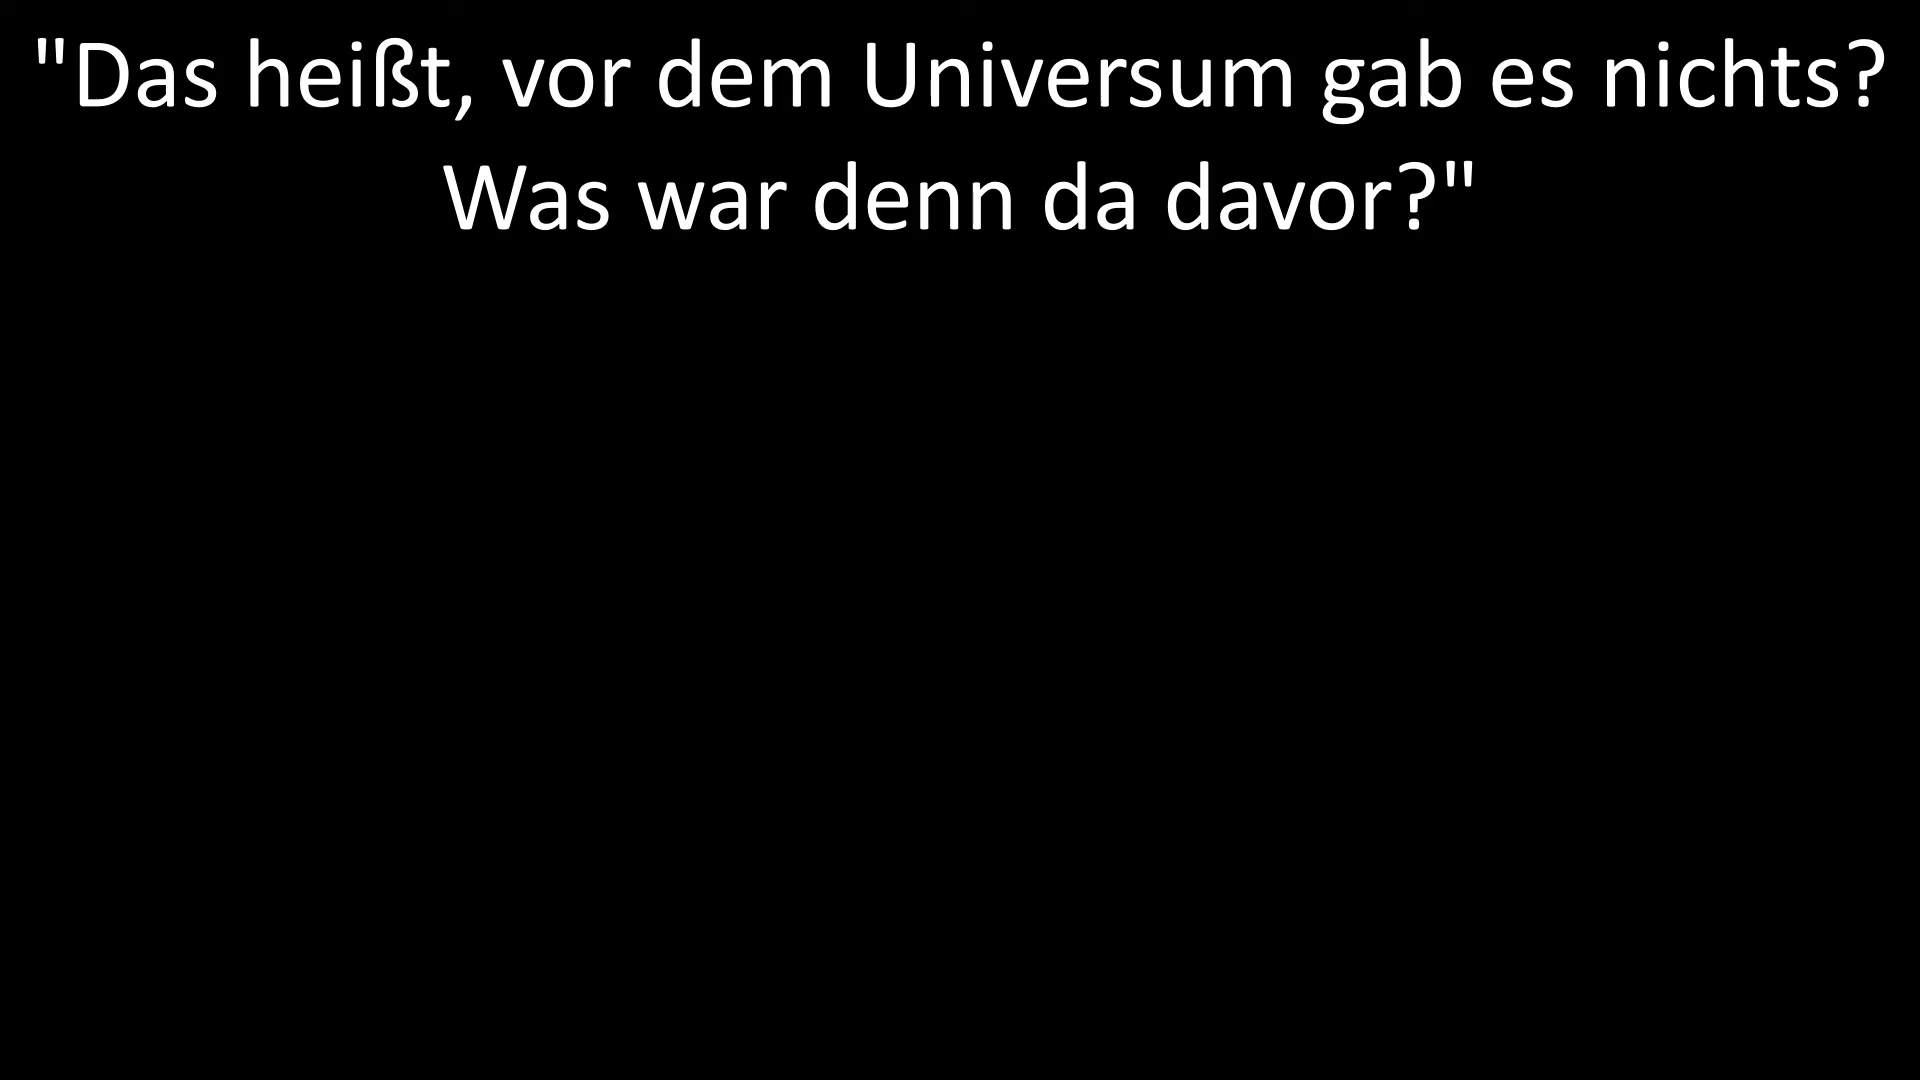 "Das heißt, vor dem Universum gab es nichts?
Was war denn da davor?"